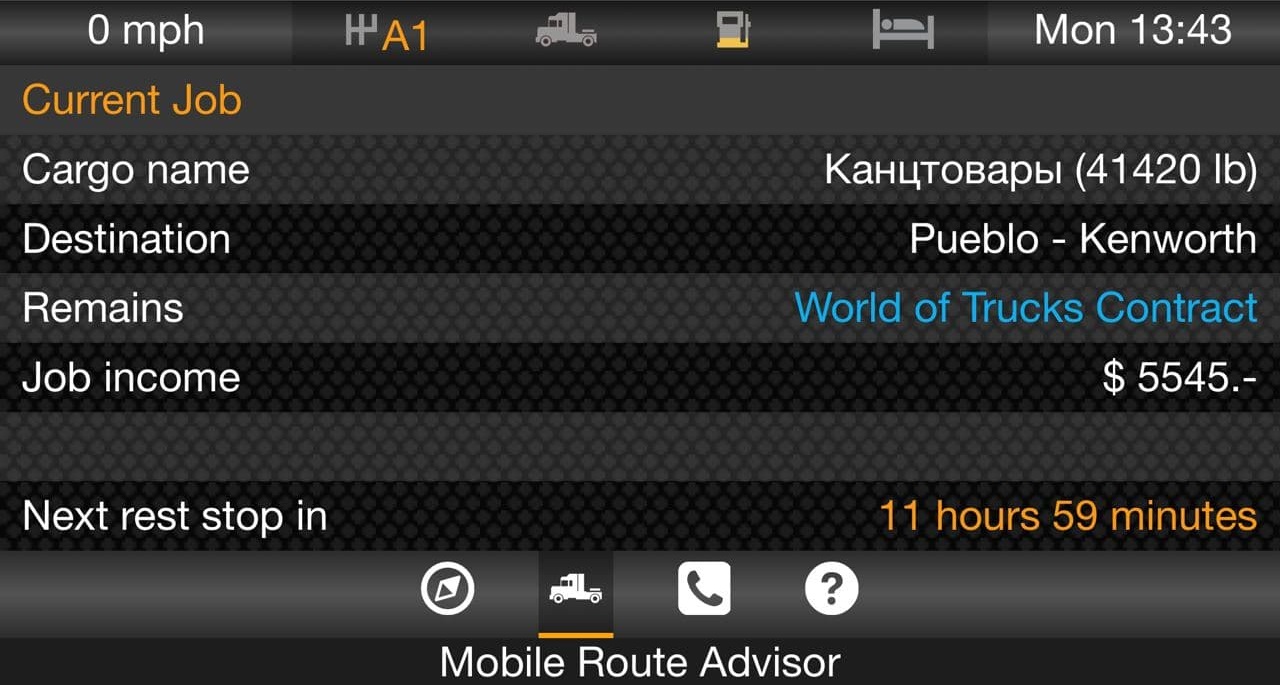 0 mph A1 Mon 13:43
Current Job
Cargo name Канцтовары (41420 lb)
Destination Pueblo - Kenworth
Remains World of Trucks Contract
Job income $ 5545.-
Next rest stop in 11 hours 59 minutes
?
Mobile Route Advisor